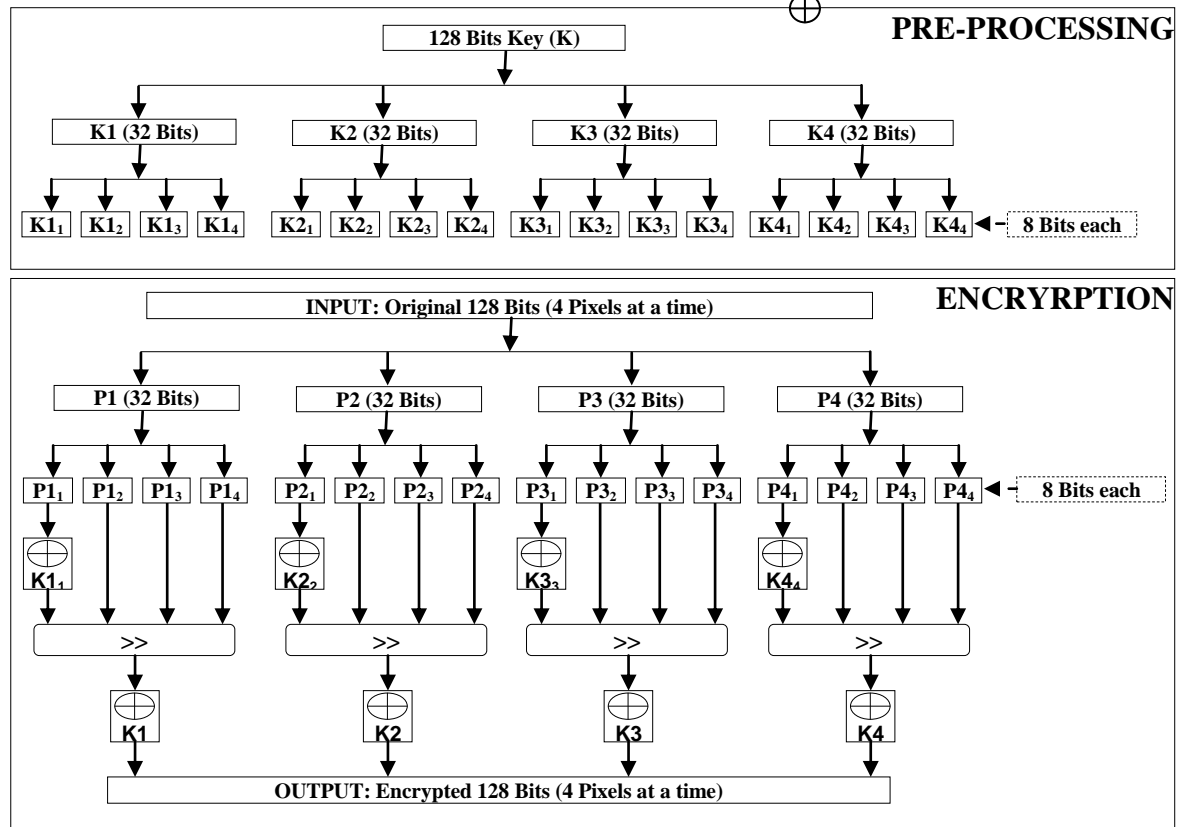 PRE-PROCESSING
128 Bits Key (K)
K1 (32 Bits) K2 (32 Bits) K3 (32 Bits) K4 (32 Bits)
K1₁ K1₂ K1₃ K1₄ K2₁ K2₂ K2₃ K2₄ K3₁ K3₂ K3₃ K3₄ K4₁ K4₂ K4₃ K4₄ 8 Bits each
ENCRYRPTION
INPUT: Original 128 Bits (4 Pixels at a time)
P1 (32 Bits) P2 (32 Bits) P3 (32 Bits) P4 (32 Bits)
P1₁ P1₂ P1₃ P1₄ P2₁ P2₂ P2₃ P2₄ P3₁ P3₂ P3₃ P3₄ P4₁ P4₂ P4₃ P4₄ 8 Bits each
K1₁ K2₂ K3₃ K4₄
>> >> >> >>
K1 K2 K3 K4
OUTPUT: Encrypted 128 Bits (4 Pixels at a time)